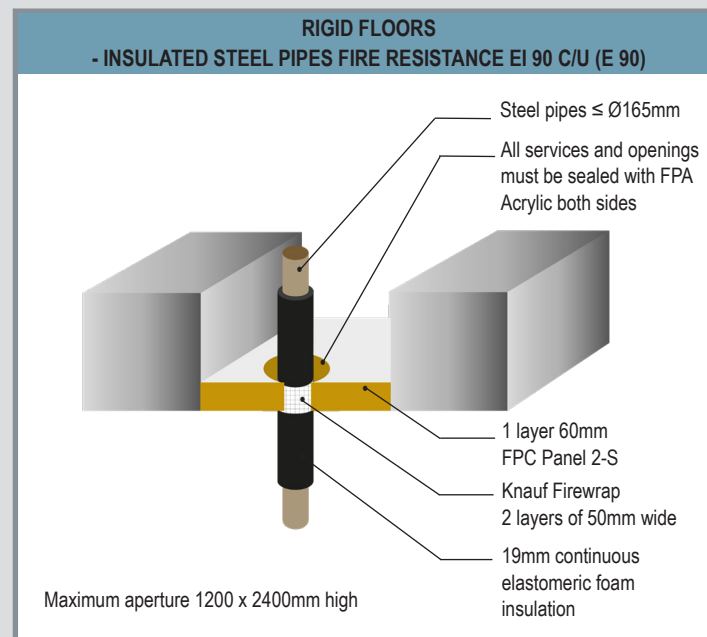 RIGID FLOORS
- INSULATED STEEL PIPES FIRE RESISTANCE EI 90 C/U (E 90)
Steel pipes ≤ Ø165mm
All services and openings
must be sealed with FPA
Acrylic both sides
1 layer 60mm
FPC Panel 2-S
Knauf Firewrap
2 layers of 50mm wide
19mm continuous
elastomeric foam
insulation
Maximum aperture 1200 x 2400mm high